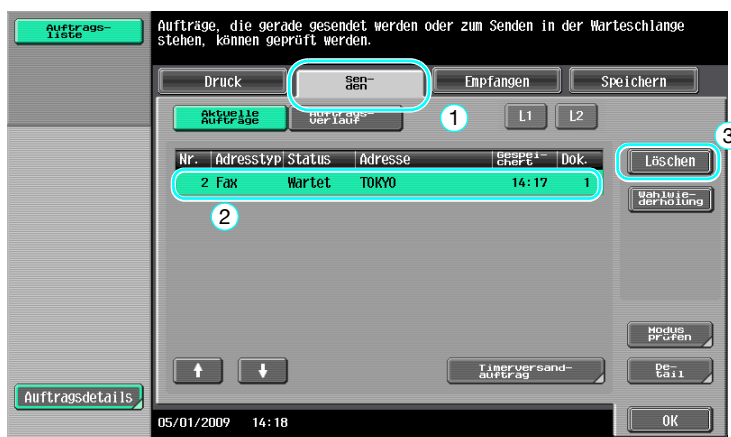 Auftrags-
liste
Aufträge, die gerade gesendet werden oder zum Senden in der Warteschlange
stehen, können geprüft werden.
Druck
Sen-
den
Empfangen
Speichern
Aktuelle
Aufträge
Auftrags-
verlauf
1
L1
L2
3
Nr. Adresstyp Status Adresse Gespei-
chert Dok.
Löschen
2 Fax Wartet TOKYO 14:17 1
2
Wahlwie-
derholung
Modus
prüfen
Timerversand-
auftrag
De-
tail
Auftragsdetails
05/01/2009 14:18
OK